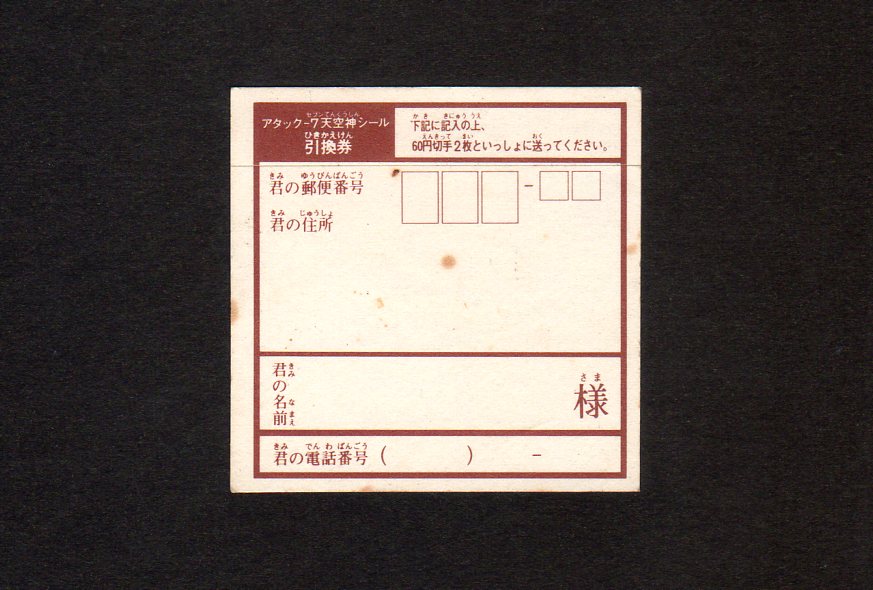 アタック-7天空神シール
引換券
下記に記入の上、
60円切手2枚といっしょに送ってください。
君の郵便番号
-
君の住所
君の名前
様
君の電話番号 (　　　) 　　-